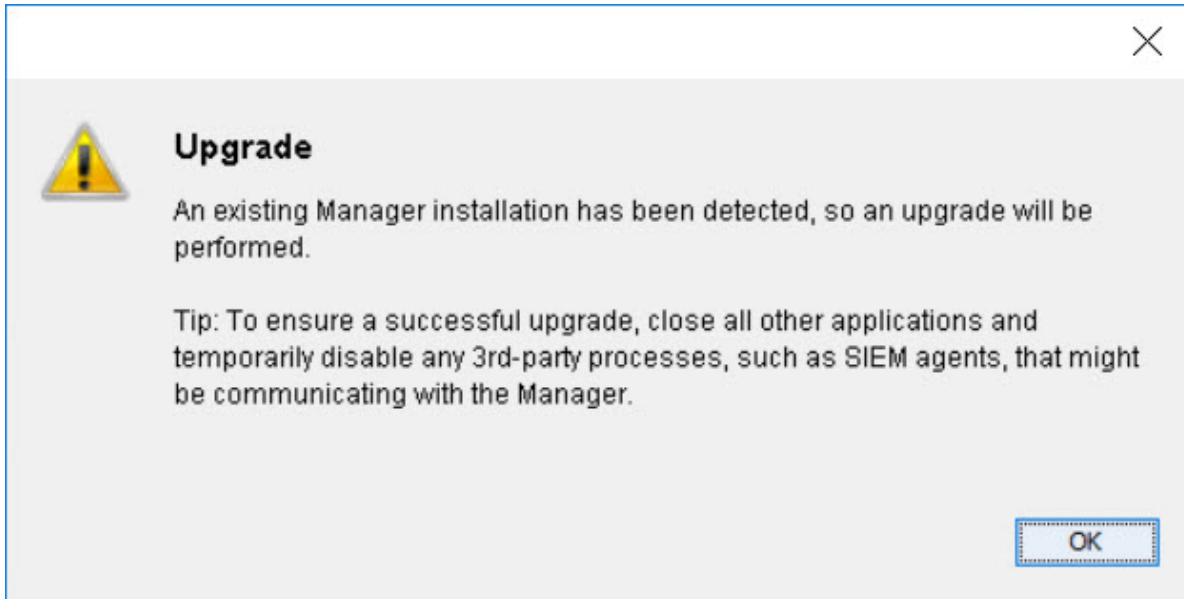 Upgrade
An existing Manager installation has been detected, so an upgrade will be
performed.
Tip: To ensure a successful upgrade, close all other applications and
temporarily disable any 3rd-party processes, such as SIEM agents, that might
be communicating with the Manager.
OK